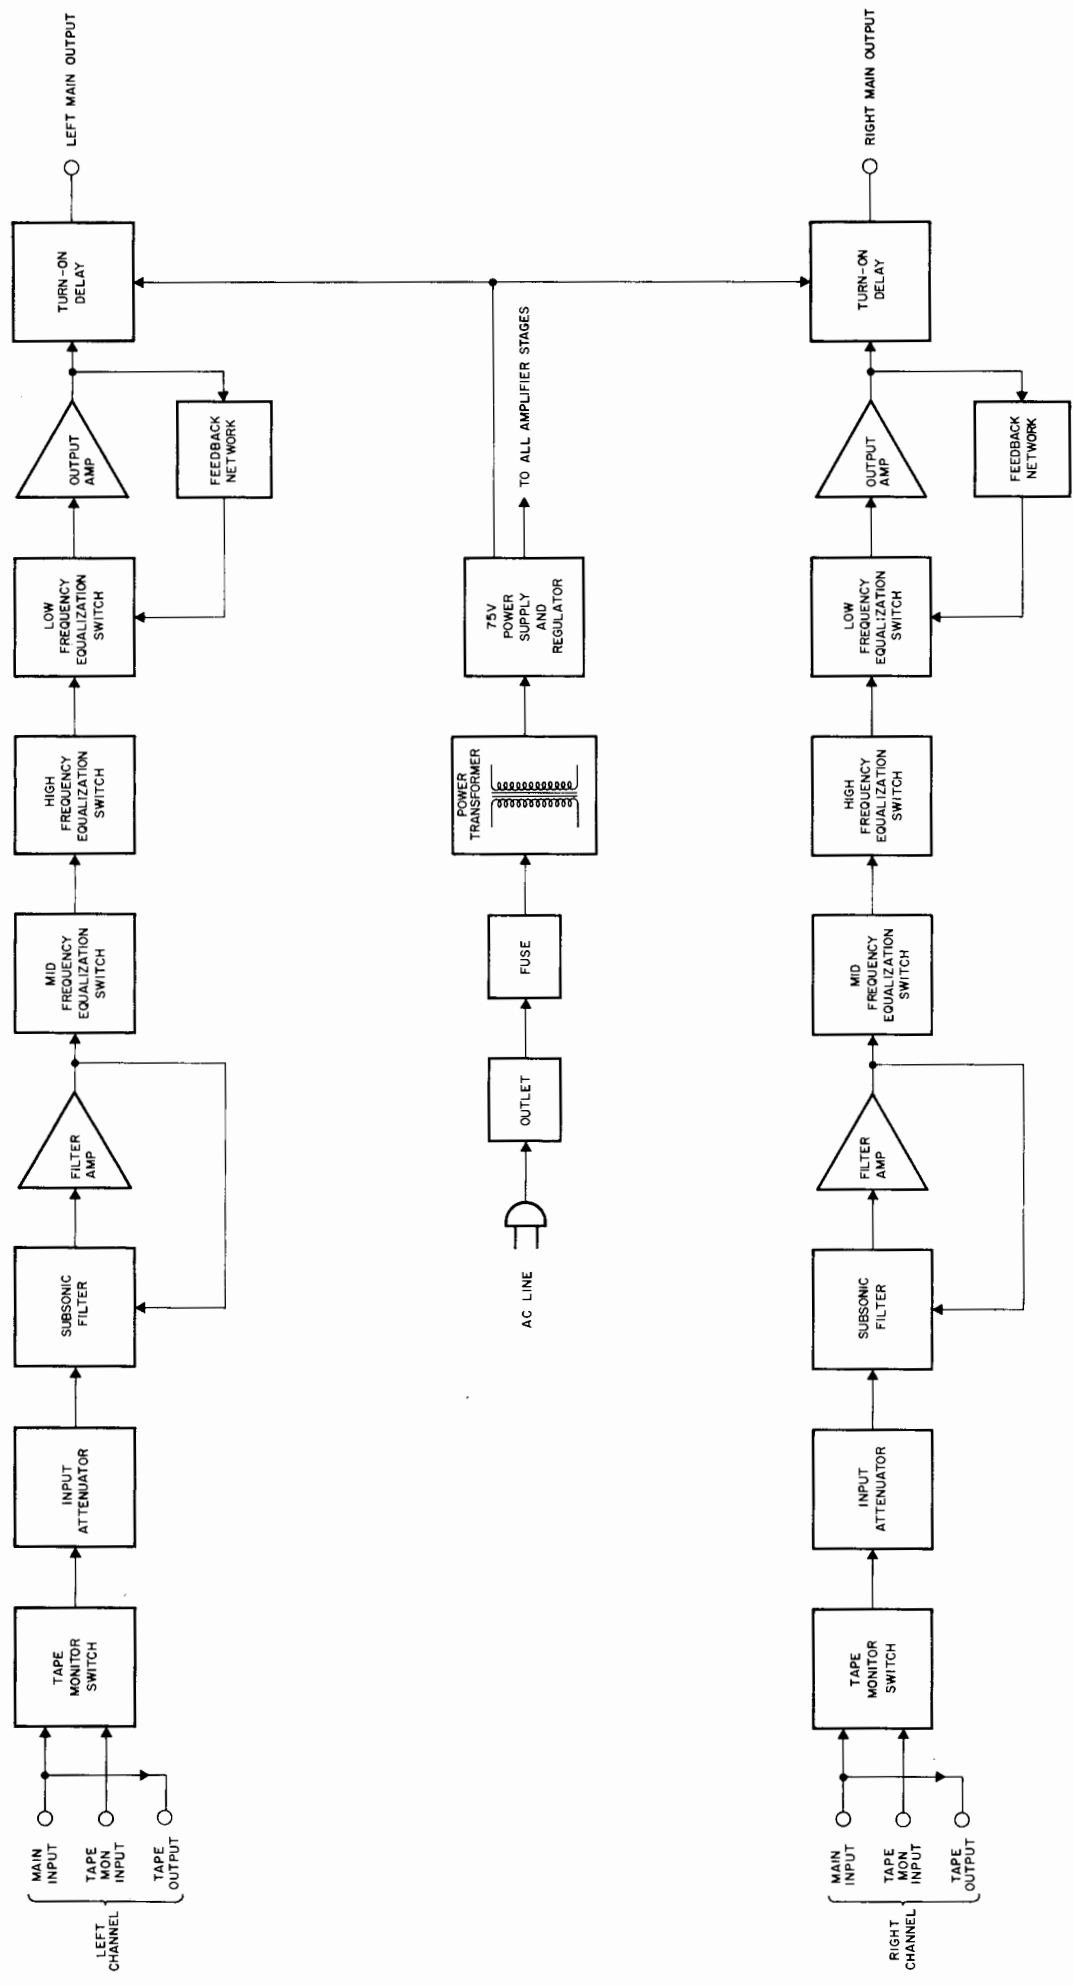 LEFT
CHANNEL
MAIN
INPUT
TAPE
MON
INPUT
TAPE
OUTPUT
TAPE
MONITOR
SWITCH
INPUT
ATTENUATOR
SUBSONIC
FILTER
FILTER
AMP
MID
FREQUENCY
EQUALIZATION
SWITCH
HIGH
FREQUENCY
EQUALIZATION
SWITCH
LOW
FREQUENCY
EQUALIZATION
SWITCH
OUTPUT
AMP
FEEDBACK
NETWORK
TURN-ON
DELAY
LEFT MAIN OUTPUT
AC LINE
OUTLET
FUSE
POWER
TRANSFORMER
75V
POWER
SUPPLY
AND
REGULATOR
TO ALL AMPLIFIER STAGES
RIGHT
CHANNEL
MAIN
INPUT
TAPE
MON
INPUT
TAPE
OUTPUT
TAPE
MONITOR
SWITCH
INPUT
ATTENUATOR
SUBSONIC
FILTER
FILTER
AMP
MID
FREQUENCY
EQUALIZATION
SWITCH
HIGH
FREQUENCY
EQUALIZATION
SWITCH
LOW
FREQUENCY
EQUALIZATION
SWITCH
OUTPUT
AMP
FEEDBACK
NETWORK
TURN-ON
DELAY
RIGHT MAIN OUTPUT